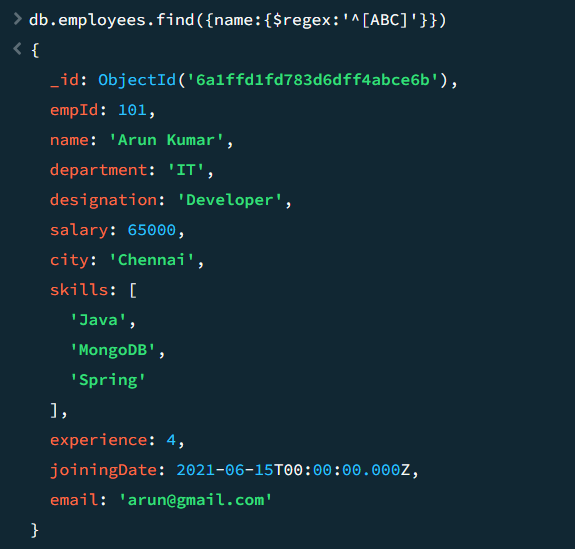 db.employees.find({name:{$regex:'^[ABC]'}})
{
_id: ObjectId('6a1ffd1fd783d6dff4abce6b'),
empId: 101,
name: 'Arun Kumar',
department: 'IT',
designation: 'Developer',
salary: 65000,
city: 'Chennai',
skills: [
'Java',
'MongoDB',
'Spring'
],
experience: 4,
joiningDate: 2021-06-15T00:00:00.000Z,
email: 'arun@gmail.com'
}